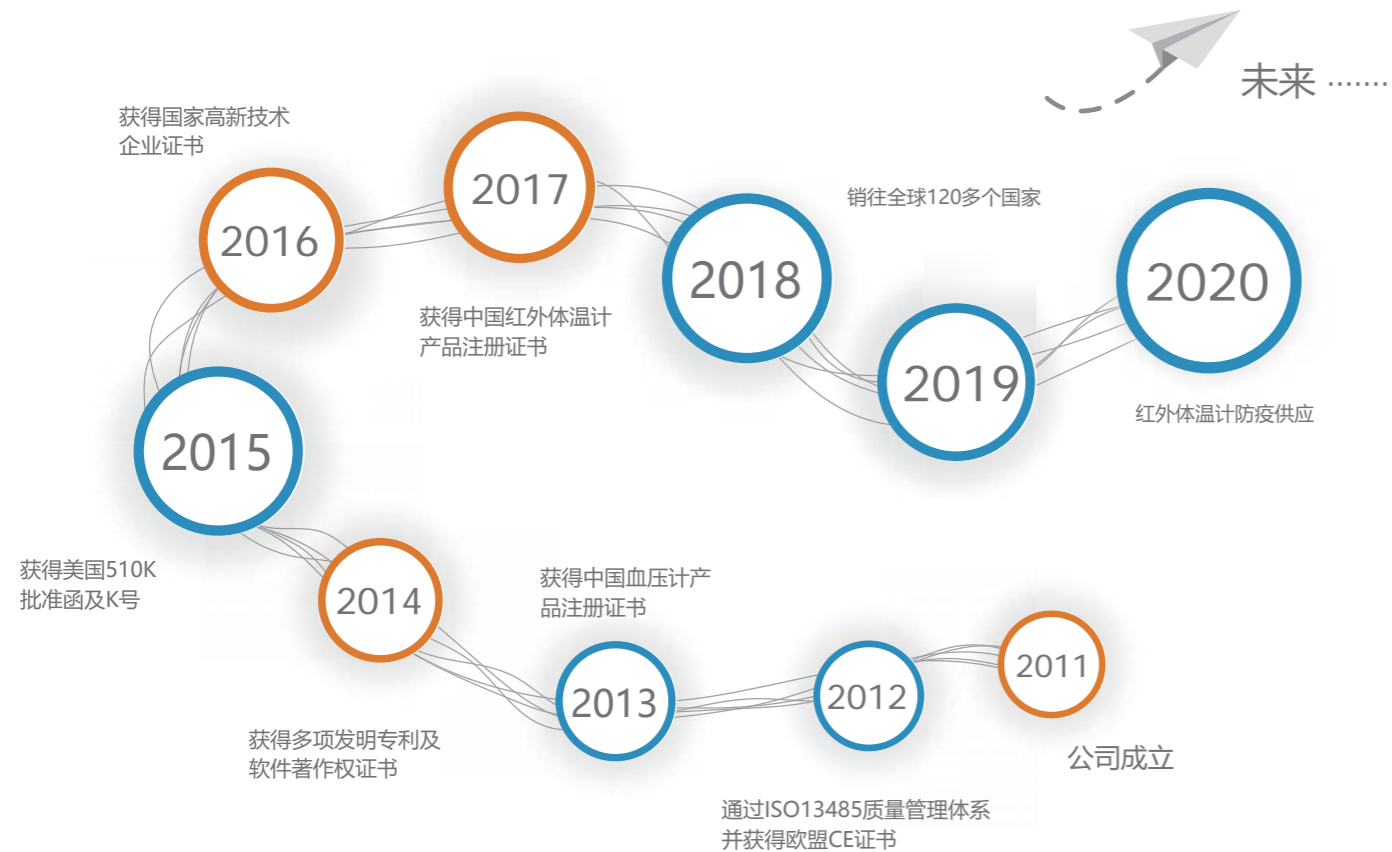 未来 ·······
获得国家高新技术
企业证书
2016
2017
获得中国红外体温计
产品注册证书
2018
销往全球120多个国家
2019
2020
红外体温计防疫供应
2015
获得美国510K
批准函及K号
2014
获得多项发明专利及
软件著作权证书
获得中国血压计产
品注册证书
2013
2012
通过ISO13485质量管理体系
并获得欧盟CE证书
2011
公司成立